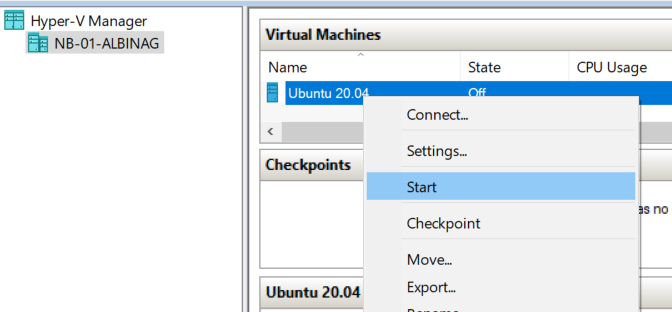 Hyper-V Manager
NB-01-ALBINAG
Virtual Machines
Name State CPU Usage
Ubuntu 20.04 Off
Connect...
Settings...
Checkpoints
Start
as no
Checkpoint
Move...
Export...
Ubuntu 20.04
Rename...